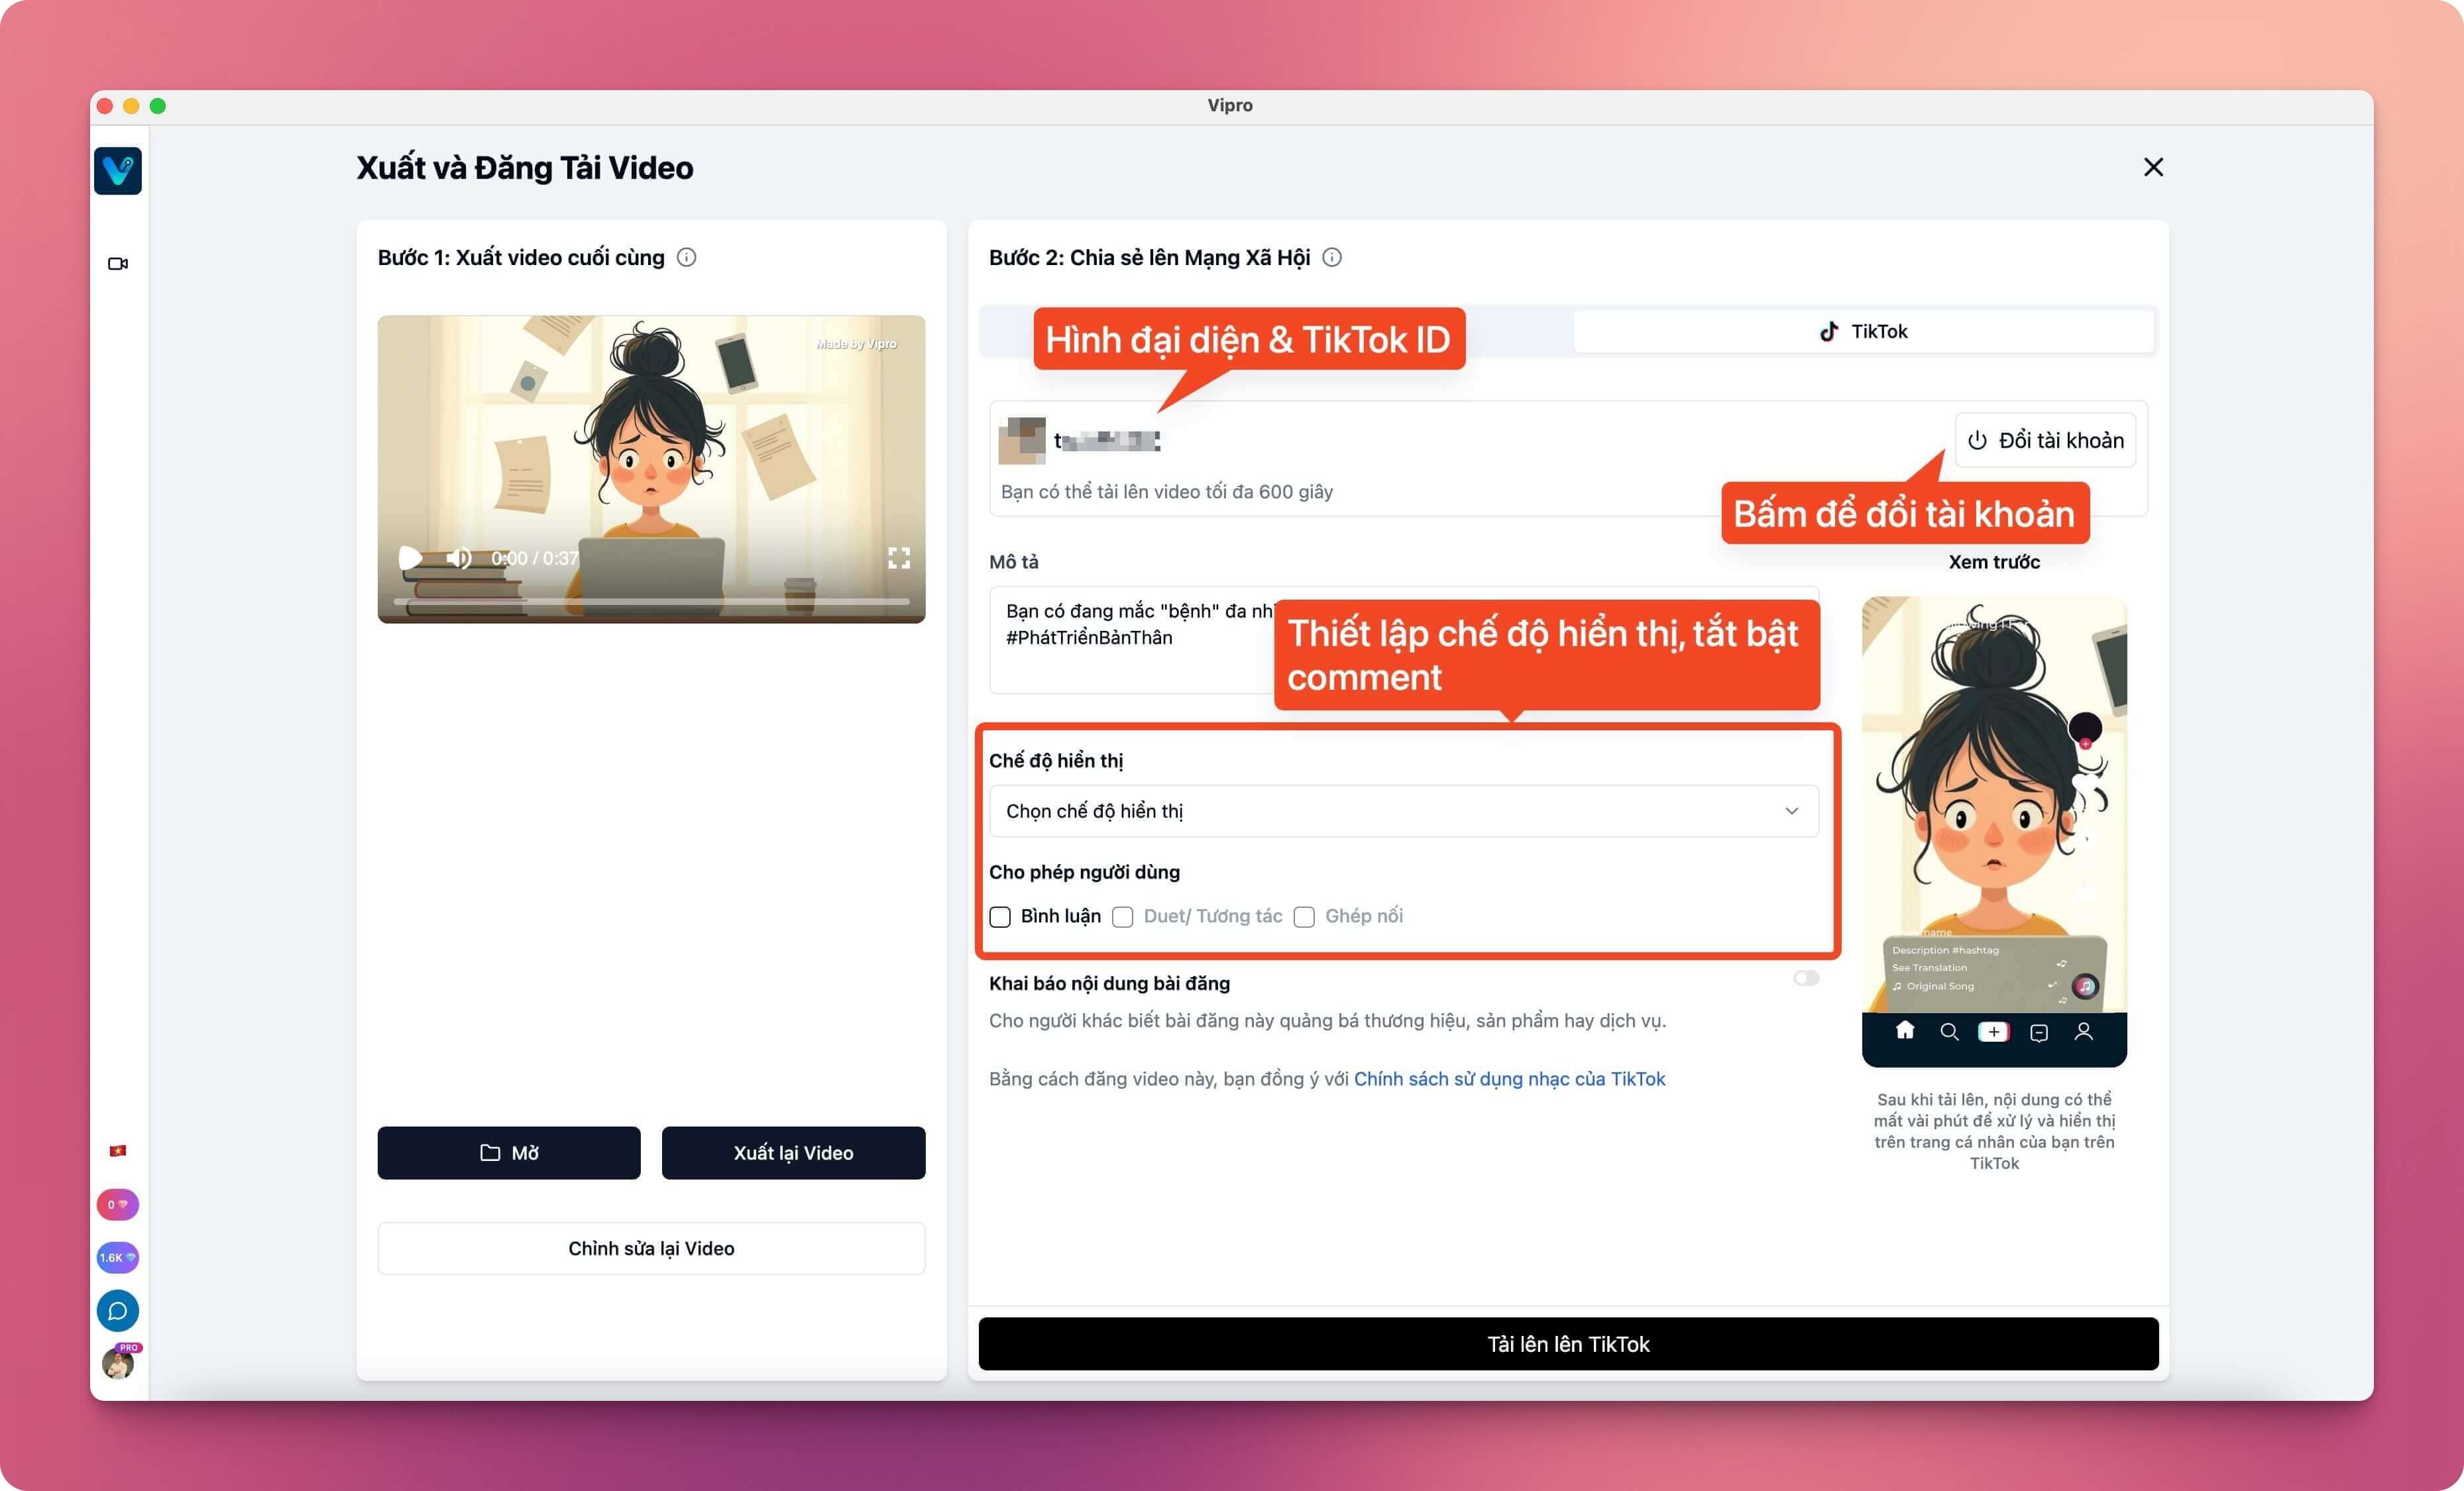 Vipro
Xuất và Đăng Tải Video
Bước 1: Xuất video cuối cùng
Made by Vipro
0:00 / 0:37
Mở
Xuất lại Video
Chỉnh sửa lại Video
Bước 2: Chia sẻ lên Mạng Xã Hội
Hình đại diện & TikTok ID
TikTok
t
Đổi tài khoản
Bạn có thể tải lên video tối đa 600 giây
Bấm để đổi tài khoản
Mô tả
Bạn có đang mắc "bệnh" đa
#PhátTriểnBảnThân
Thiết lập chế độ hiển thị, tắt bật
comment
Chế độ hiển thị
Chọn chế độ hiển thị
Cho phép người dùng
Bình luận
Duet/ Tương tác
Ghép nối
Khai báo nội dung bài đăng
Cho người khác biết bài đăng này quảng bá thương hiệu, sản phẩm hay dịch vụ.
Bằng cách đăng video này, bạn đồng ý với Chính sách sử dụng nhạc của TikTok
Xem trước
Description #hashtag
See Translation
Original Song
Sau khi tải lên, nội dung có thể
mất vài phút để xử lý và hiển thị
trên trang cá nhân của bạn trên
TikTok
Tải lên lên TikTok
0
1.6K
PRO